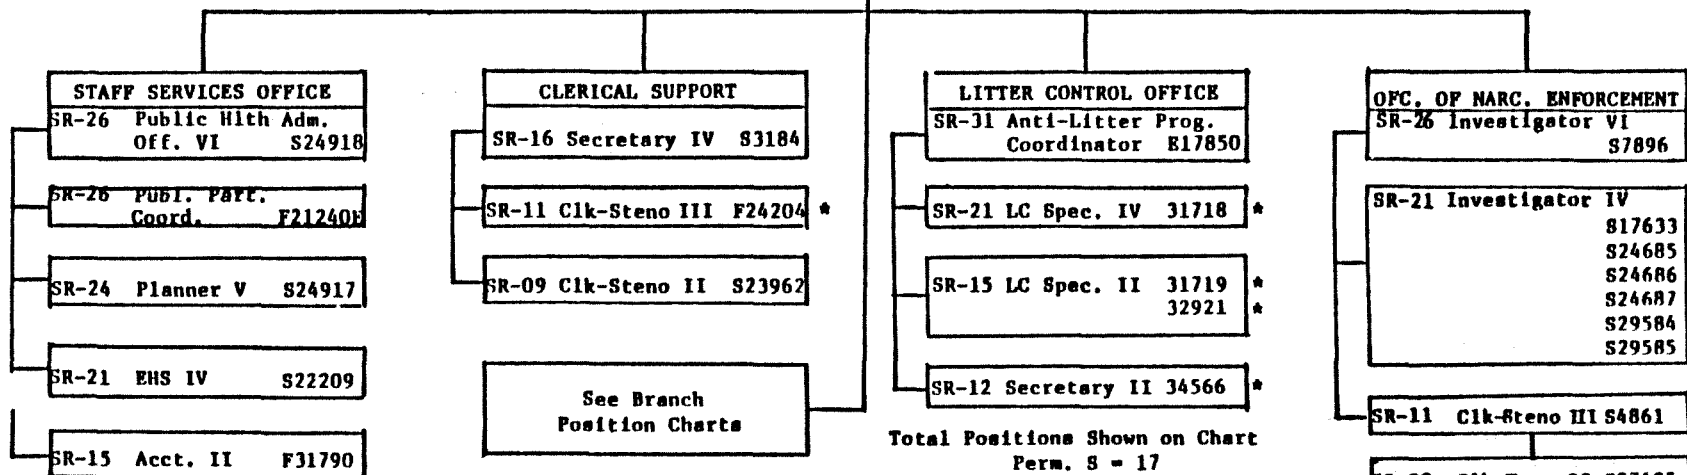 STAFF SERVICES OFFICE
SR-26 Public Hlth Adm.
Off. VI S24918
SR-26 Publ. Part.
Coord. F21240E
SR-24 Planner V S24917
SR-21 EHS IV S22209
SR-15 Acct. II F31790
CLERICAL SUPPORT
SR-16 Secretary IV S3184
SR-11 Clk-Steno III F24204 *
SR-09 Clk-Steno II S23962
See Branch
Position Charts
LITTER CONTROL OFFICE
SR-31 Anti-Litter Prog.
Coordinator E17850
SR-21 LC Spec. IV 31718 *
SR-15 LC Spec. II 31719 *
32921 *
SR-12 Secretary II 34566 *
Total Positions Shown on Chart
Perm. S = 17
OFC. OF NARC. ENFORCEMENT
SR-26 Investigator VI
S7896
SR-21 Investigator IV
S17633
S24685
S24686
S24687
S29584
S29585
SR-11 Clk-Steno III S4861